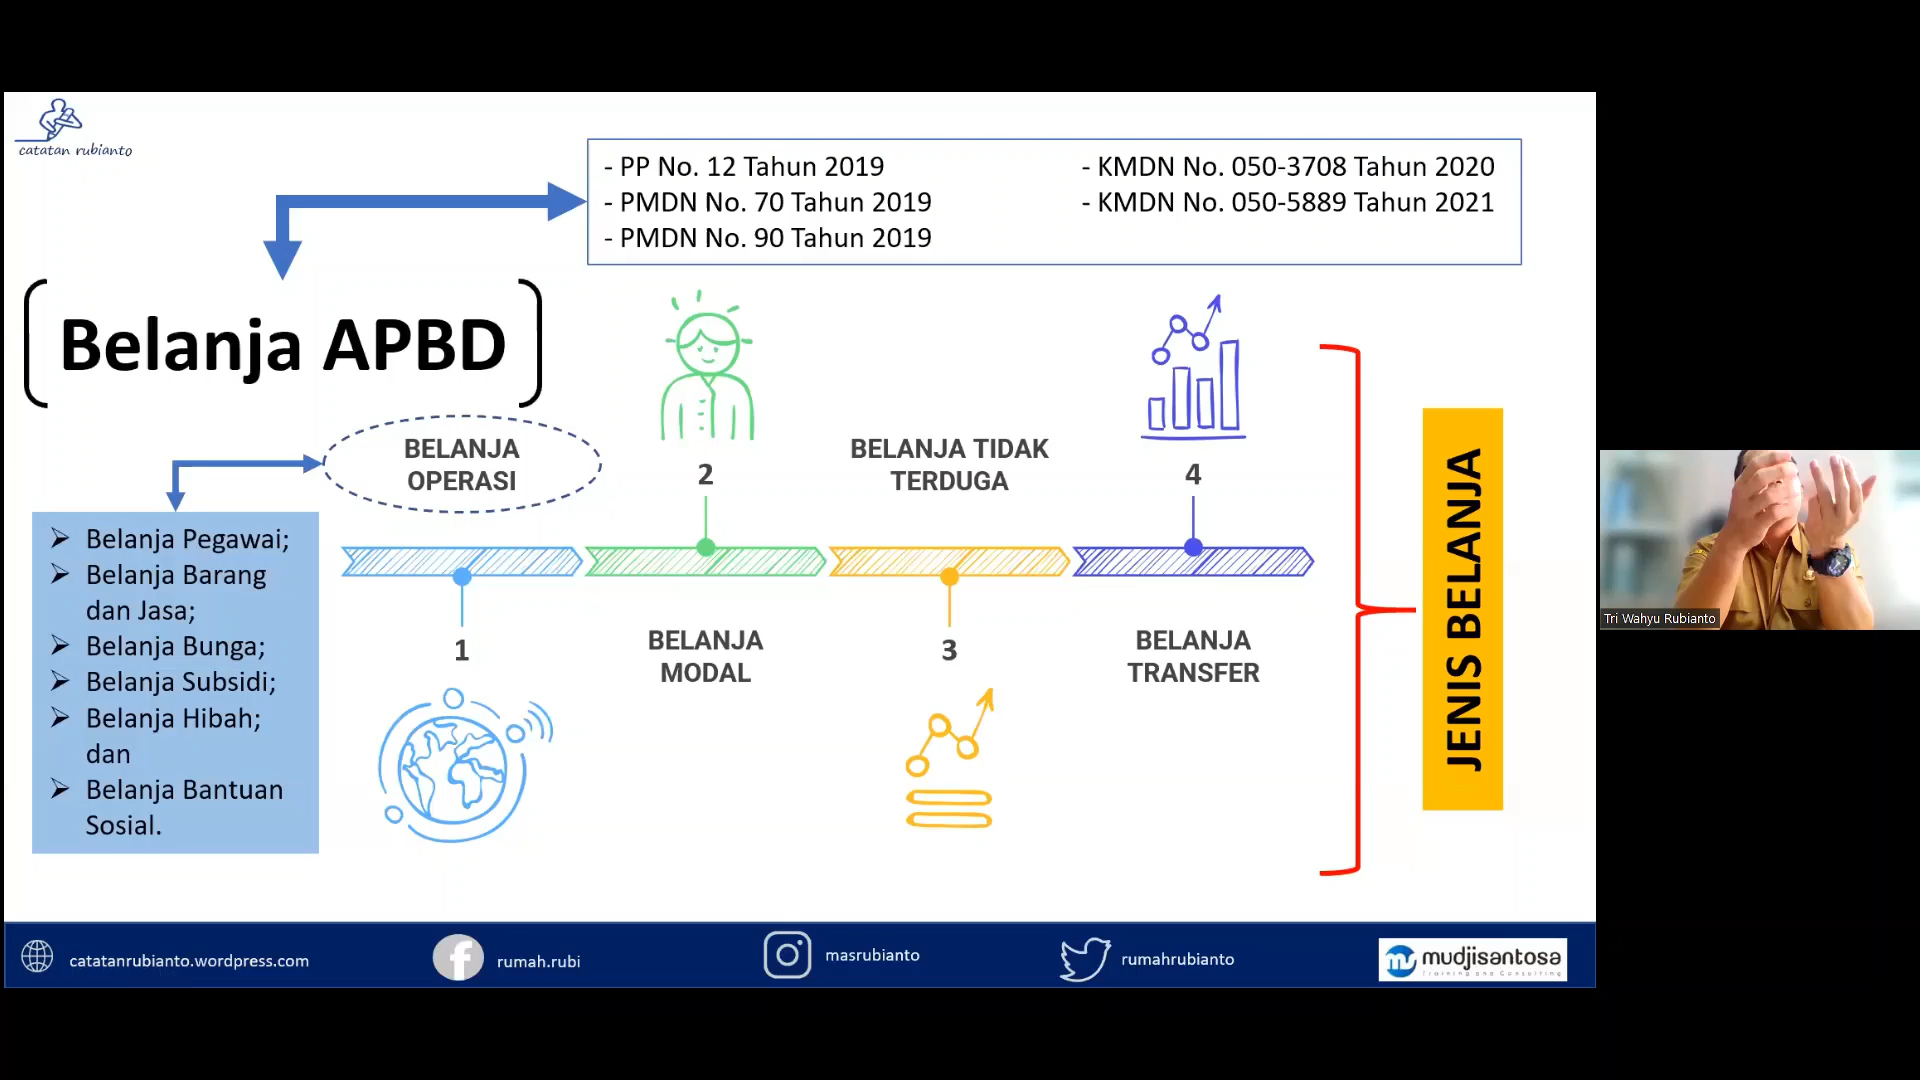 catatan rubianto
- PP No. 12 Tahun 2019
- PMDN No. 70 Tahun 2019
- PMDN No. 90 Tahun 2019
- KMDN No. 050-3708 Tahun 2020
- KMDN No. 050-5889 Tahun 2021
Belanja APBD
BELANJA
OPERASI
1
2
BELANJA
MODAL
BELANJA TIDAK
TERDUGA
3
4
BELANJA
TRANSFER
Belanja Pegawai;
Belanja Barang
dan Jasa;
Belanja Bunga;
Belanja Subsidi;
Belanja Hibah;
dan
Belanja Bantuan
Sosial.
JENIS BELANJA
Tri Wahyu Rubianto
catatanrubianto.wordpress.com
rumah.rubi
masrubianto
rumahrubianto
mudjisantosa
Training and Consulting